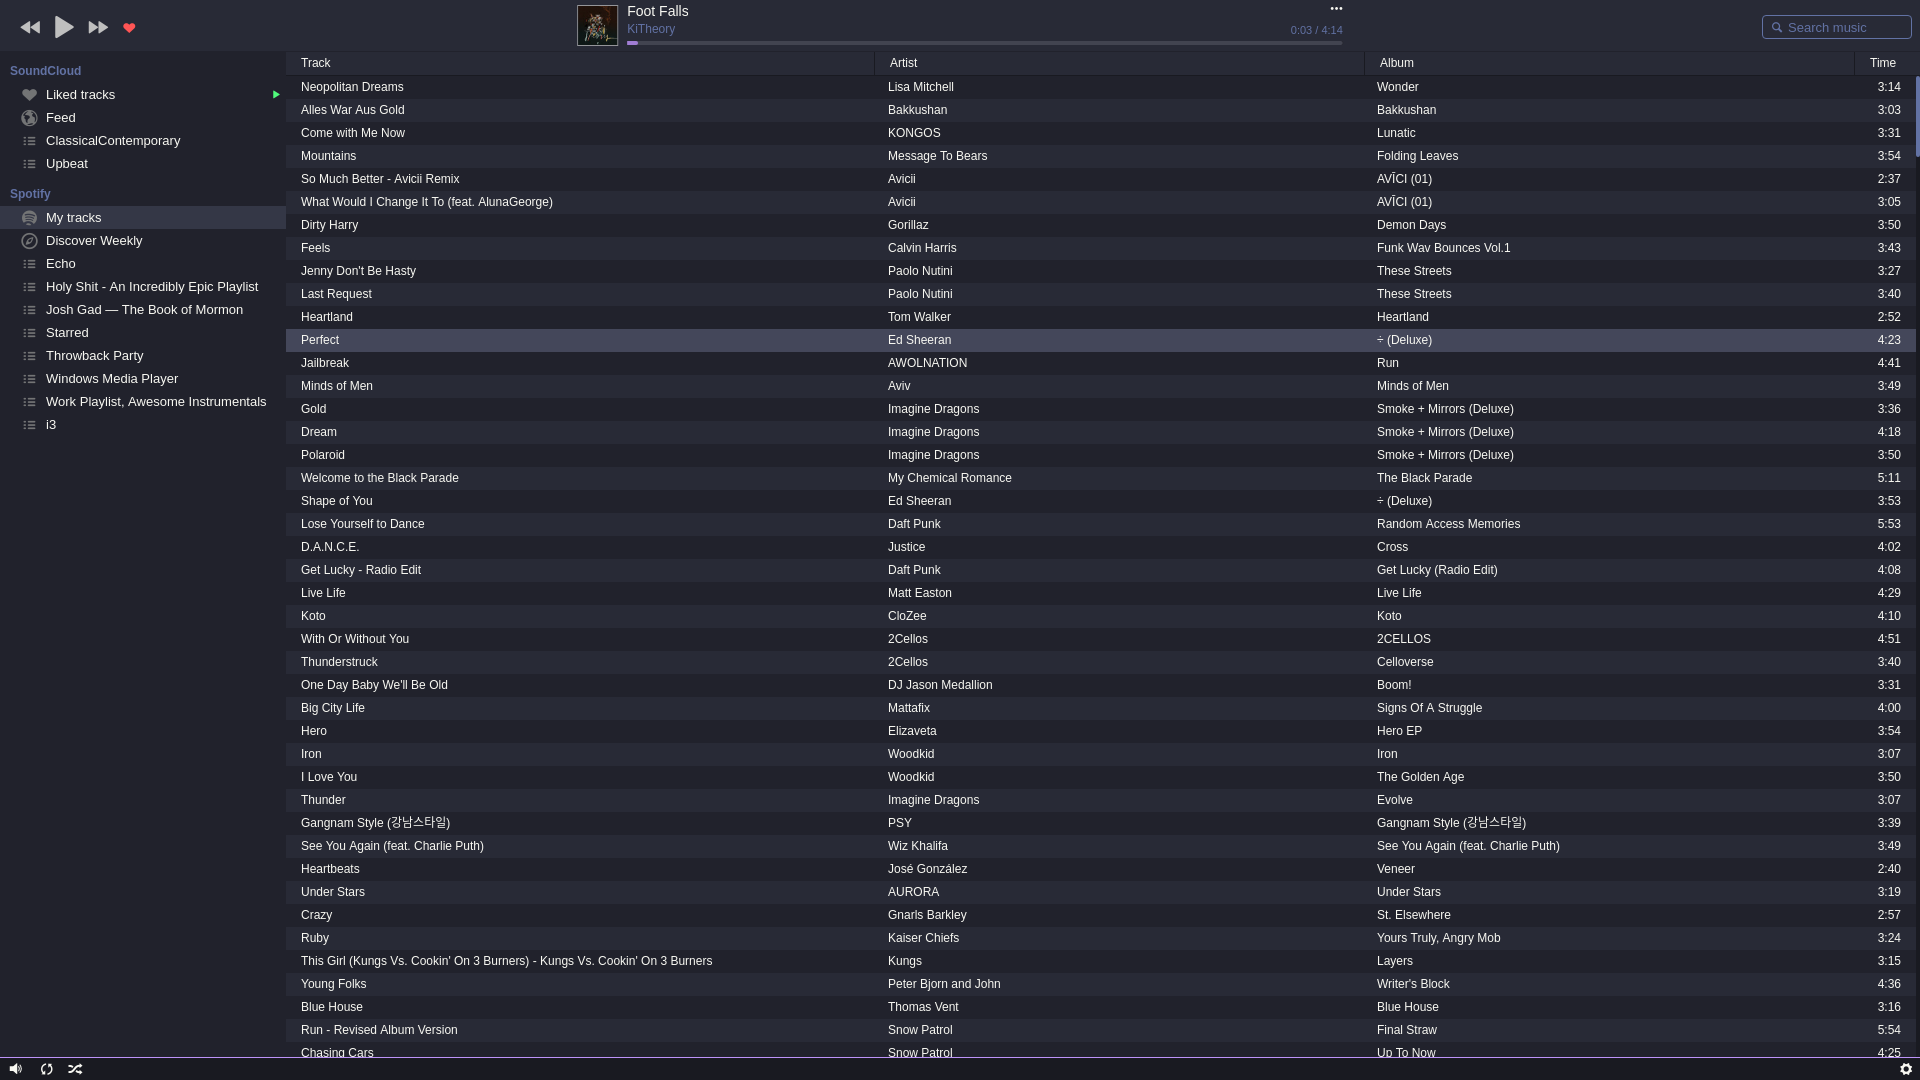 Foot Falls
KiTheory
0:03 / 4:14
Search music
SoundCloud
Liked tracks
Feed
ClassicalContemporary
Upbeat
Spotify
My tracks
Discover Weekly
Echo
Holy Shit - An Incredibly Epic Playlist
Josh Gad — The Book of Mormon
Starred
Throwback Party
Windows Media Player
Work Playlist, Awesome Instrumentals
i3
Track Artist Album Time
Neopolitan Dreams Lisa Mitchell Wonder 3:14
Alles War Aus Gold Bakkushan Bakkushan 3:03
Come with Me Now KONGOS Lunatic 3:31
Mountains Message To Bears Folding Leaves 3:54
So Much Better - Avicii Remix Avicii AVĪCI (01) 2:37
What Would I Change It To (feat. AlunaGeorge) Avicii AVĪCI (01) 3:05
Dirty Harry Gorillaz Demon Days 3:50
Feels Calvin Harris Funk Wav Bounces Vol.1 3:43
Jenny Don't Be Hasty Paolo Nutini These Streets 3:27
Last Request Paolo Nutini These Streets 3:40
Heartland Tom Walker Heartland 2:52
Perfect Ed Sheeran ÷ (Deluxe) 4:23
Jailbreak AWOLNATION Run 4:41
Minds of Men Aviv Minds of Men 3:49
Gold Imagine Dragons Smoke + Mirrors (Deluxe) 3:36
Dream Imagine Dragons Smoke + Mirrors (Deluxe) 4:18
Polaroid Imagine Dragons Smoke + Mirrors (Deluxe) 3:50
Welcome to the Black Parade My Chemical Romance The Black Parade 5:11
Shape of You Ed Sheeran ÷ (Deluxe) 3:53
Lose Yourself to Dance Daft Punk Random Access Memories 5:53
D.A.N.C.E. Justice Cross 4:02
Get Lucky - Radio Edit Daft Punk Get Lucky (Radio Edit) 4:08
Live Life Matt Easton Live Life 4:29
Koto CloZee Koto 4:10
With Or Without You 2Cellos 2CELLOS 4:51
Thunderstruck 2Cellos Celloverse 3:40
One Day Baby We'll Be Old DJ Jason Medallion Boom! 3:31
Big City Life Mattafix Signs Of A Struggle 4:00
Hero Elizaveta Hero EP 3:54
Iron Woodkid Iron 3:07
I Love You Woodkid The Golden Age 3:50
Thunder Imagine Dragons Evolve 3:07
Gangnam Style (강남스타일) PSY Gangnam Style (강남스타일) 3:39
See You Again (feat. Charlie Puth) Wiz Khalifa See You Again (feat. Charlie Puth) 3:49
Heartbeats José González Veneer 2:40
Under Stars AURORA Under Stars 3:19
Crazy Gnarls Barkley St. Elsewhere 2:57
Ruby Kaiser Chiefs Yours Truly, Angry Mob 3:24
This Girl (Kungs Vs. Cookin' On 3 Burners) - Kungs Vs. Cookin' On 3 Burners Kungs Layers 3:15
Young Folks Peter Bjorn and John Writer's Block 4:36
Blue House Thomas Vent Blue House 3:16
Run - Revised Album Version Snow Patrol Final Straw 5:54
Chasing Cars Snow Patrol Up To Now 4:25